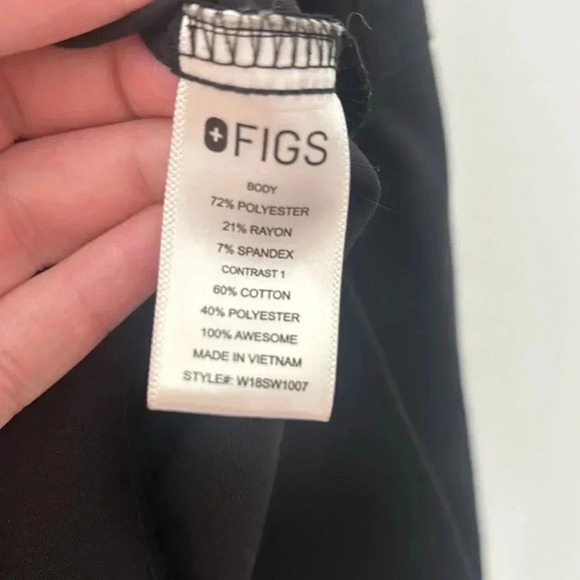 FIGS
BODY
72% POLYESTER
21% RAYON
7% SPANDEX
CONTRAST 1
60% COTTON
40% POLYESTER
100% AWESOME
MADE IN VIETNAM
STYLE#: W18SW1007